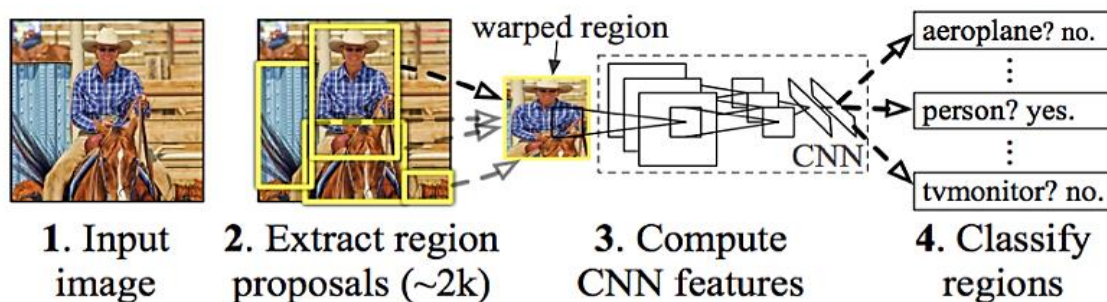 warped region
aeroplane? no.
⋮
person? yes.
⋮
tvmonitor? no.
CNN
1. Input
image
2. Extract region
proposals (~2k)
3. Compute
CNN features
4. Classify
regions